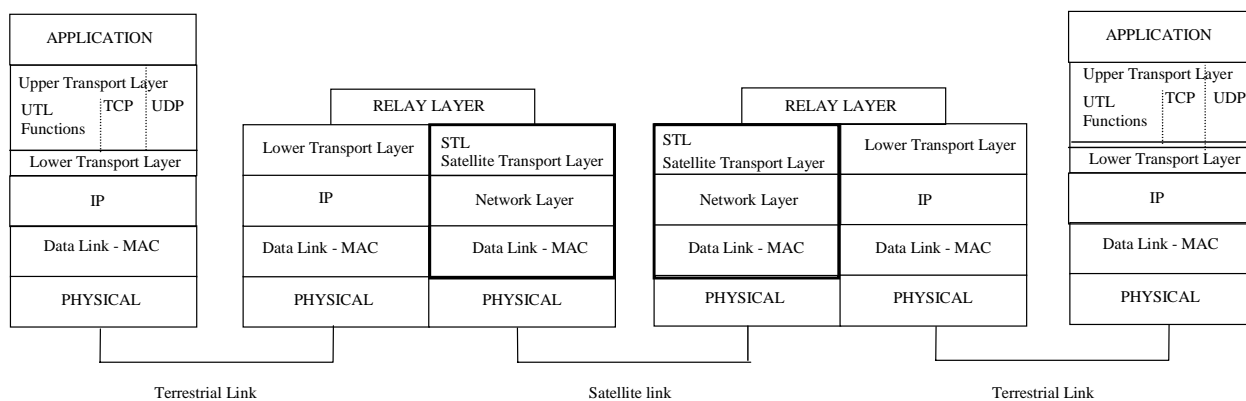 APPLICATION
Upper Transport Layer
UTL
Functions
TCP
UDP
Lower Transport Layer
IP
Data Link - MAC
PHYSICAL
RELAY LAYER
Lower Transport Layer
IP
Data Link - MAC
PHYSICAL
STL
Satellite Transport Layer
Network Layer
Data Link - MAC
PHYSICAL
RELAY LAYER
STL
Satellite Transport Layer
Network Layer
Data Link - MAC
PHYSICAL
Lower Transport Layer
IP
Data Link - MAC
PHYSICAL
APPLICATION
Upper Transport Layer
UTL
Functions
TCP
UDP
Lower Transport Layer
IP
Data Link - MAC
PHYSICAL
Terrestrial Link
Satellite link
Terrestrial Link